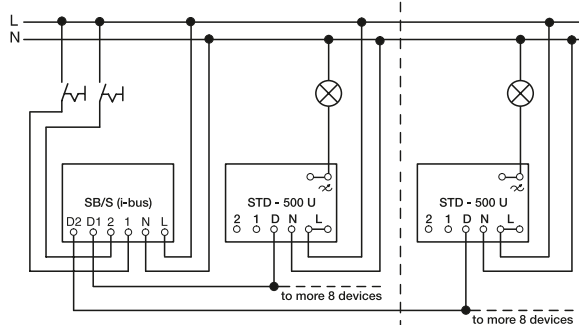 L
N
SB/S (i-bus)
D2 D1 2 1 N L
STD - 500 U
2 1 D N L
STD - 500 U
2 1 D N L
to more 8 devices
to more 8 devices